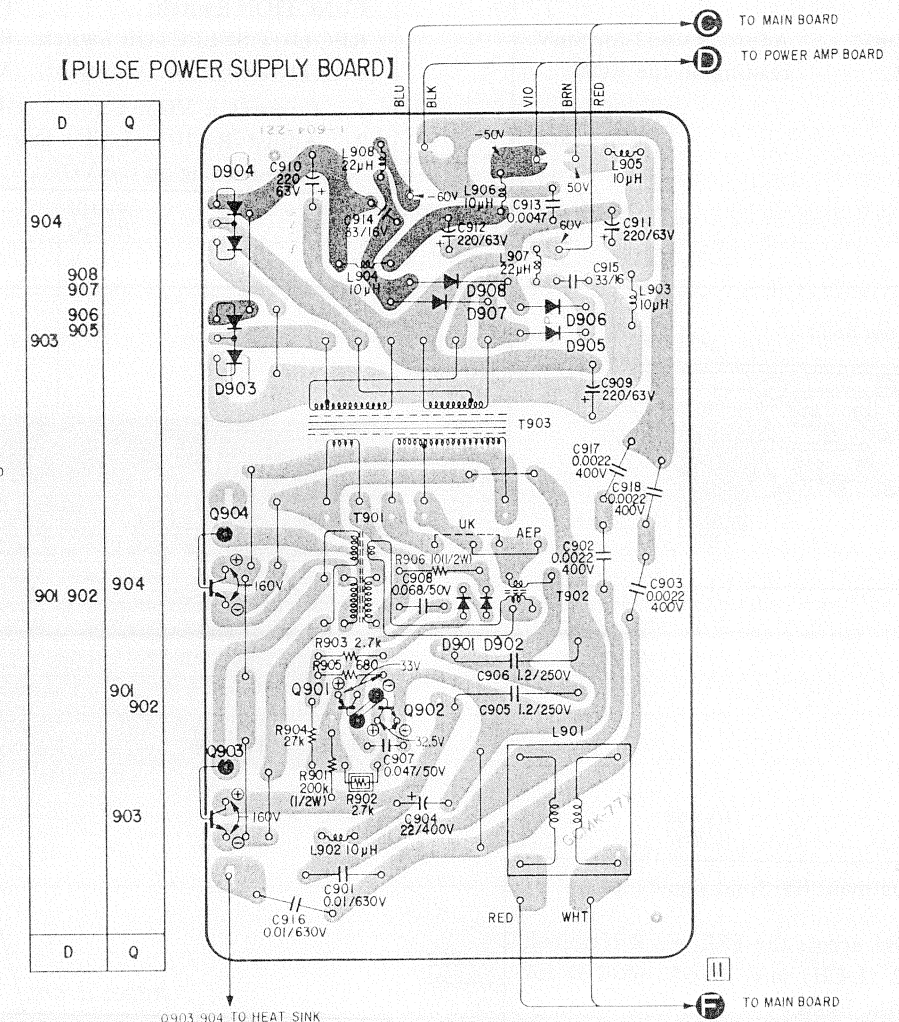 C TO MAIN BOARD
D TO POWER AMP BOARD
【PULSE POWER SUPPLY BOARD】
BLU
BLK
VIO
BRN
RED
D Q
1-604-221
D904
C910
220
63V
L908
22μH
-50V
L905
10μH
L906
10μH
50V
-60V
C913
0.0047
904
C914
33/16V
C912
220/63V
60V
C911
220/63V
L907
22μH
908
907
L904
10μH
D908
D907
C915
33/16
L903
10μH
906
905
903
D906
D905
D903
C909
220/63V
T903
C917
0.0022
400V
C918
0.0022
400V
Q904
T901
UK
AEP
R906 10(1/2W)
C908
0.068/50V
C902
0.0022
400V
160V
904
901 902
T902
C903
0.0022
400V
R903 2.7k
R905 680
33V
D901 D902
C906 1.2/250V
901
902
Q901
Q902
C905 1.2/250V
R904
27k
32.5V
L901
C907
0.047/50V
Q903
R901
200k
(1/2W)
R902
2.7k
160V
903
C904
22/400V
L902 10μH
C901
0.01/630V
C916
0.01/630V
RED
WHT
D Q
11
F TO MAIN BOARD
Q903,904 TO HEAT SINK